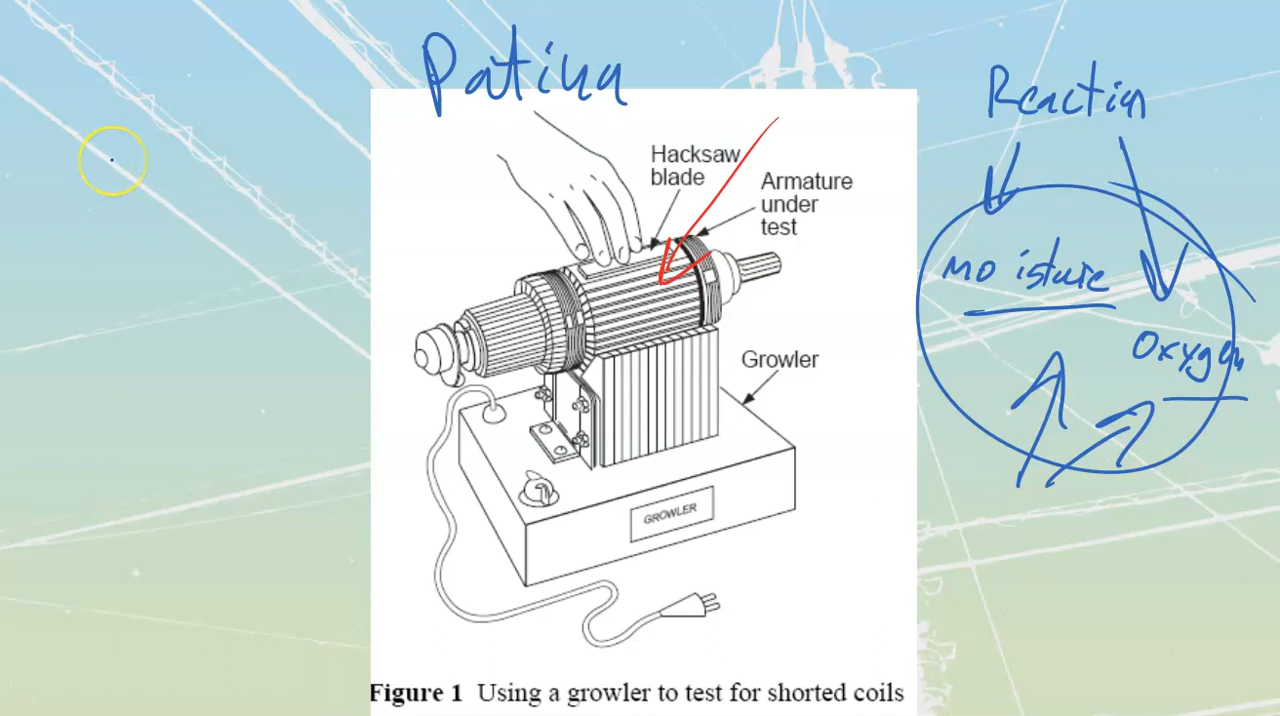 Patina
Reaction
Hacksaw
blade
Armature
under
test
moisture
Oxygen
Growler
GROWLER
Figure 1 Using a growler to test for shorted coils